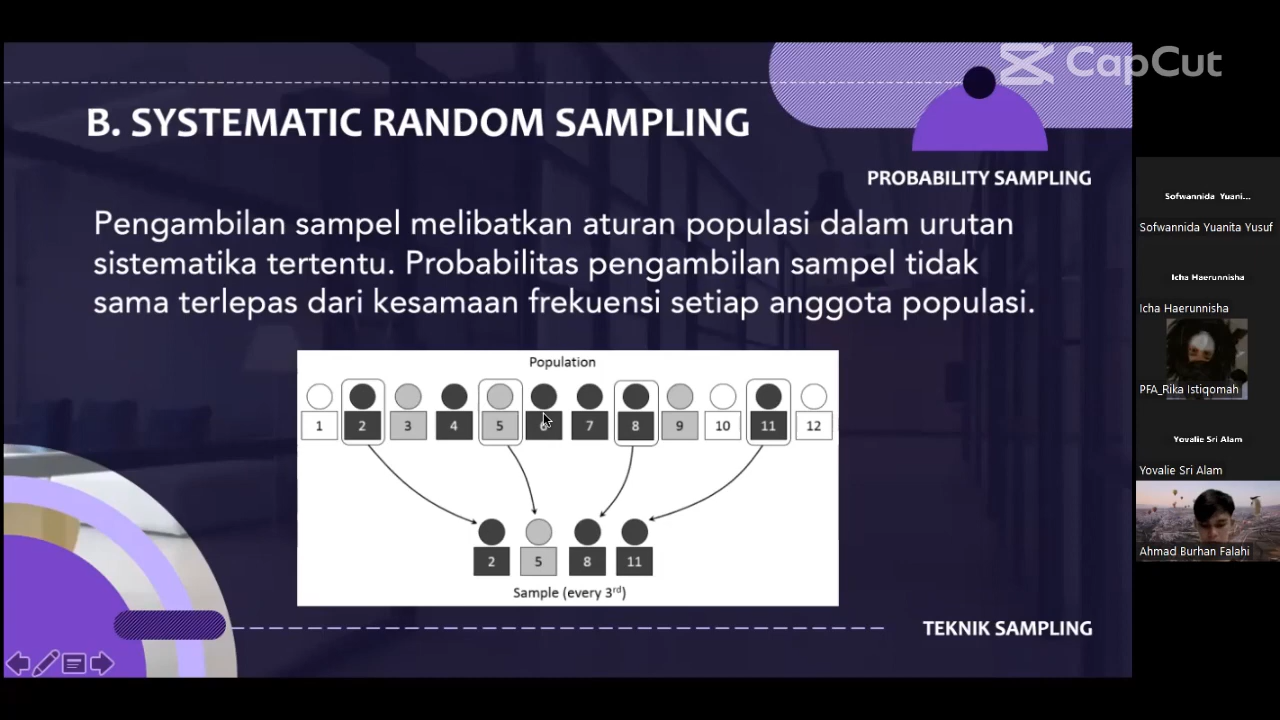 CapCut
B. SYSTEMATIC RANDOM SAMPLING
PROBABILITY SAMPLING
Pengambilan sampel melibatkan aturan populasi dalam urutan
sistematika tertentu. Probabilitas pengambilan sampel tidak
sama terlepas dari kesamaan frekuensi setiap anggota populasi.
Population
1 2 3 4 5 6 7 8 9 10 11 12
2 5 8 11
Sample (every 3rd)
TEKNIK SAMPLING
Sofwannida Yuani...
Sofwannida Yuanita Yusuf
Icha Haerunnisha
Icha Haerunnisha
PFA_Rika Istiqomah
Yovalie Sri Alam
Yovalie Sri Alam
Ahmad Burhan Falahi